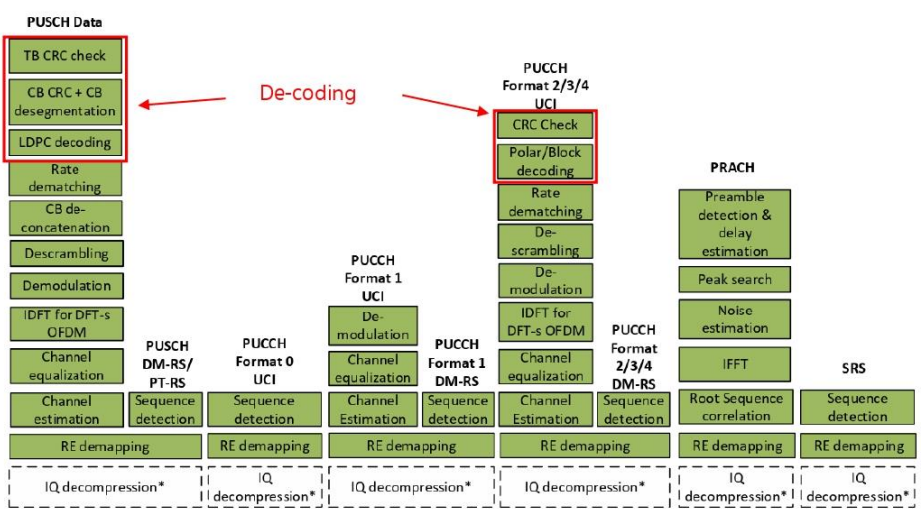 PUSCH Data
TB CRC check
CB CRC + CB
desegmentation
LDPC decoding
Rate
dematching
CB de-
concatenation
Descrambling
Demodulation
IDFT for DFT-s
OFDM
Channel
equalization
Channel
estimation
PUSCH
DM-RS/
PT-RS
Sequence
detection
RE demapping
IQ decompression*
De-coding
PUCCH
Format 0
UCI
Sequence
detection
RE demapping
IQ
decompression*
PUCCH
Format 1
UCI
De-
modulation
Channel
equalization
Channel
Estimation
PUCCH
Format 1
DM-RS
Sequence
detection
RE demapping
IQ decompression*
PUCCH
Format 2/3/4
UCI
CRC Check
Polar/Block
decoding
Rate
dematching
De-
scrambling
De-
modulation
IDFT for
DFT-s OFDM
Channel
equalization
Channel
Estimation
PUCCH
Format
2/3/4
DM-RS
Sequence
detection
RE demapping
IQ decompression*
PRACH
Preamble
detection &
delay
estimation
Peak search
Noise
estimation
IFFT
Root Sequence
correlation
RE demapping
IQ
decompression*
SRS
Sequence
detection
RE demapping
IQ
decompression*